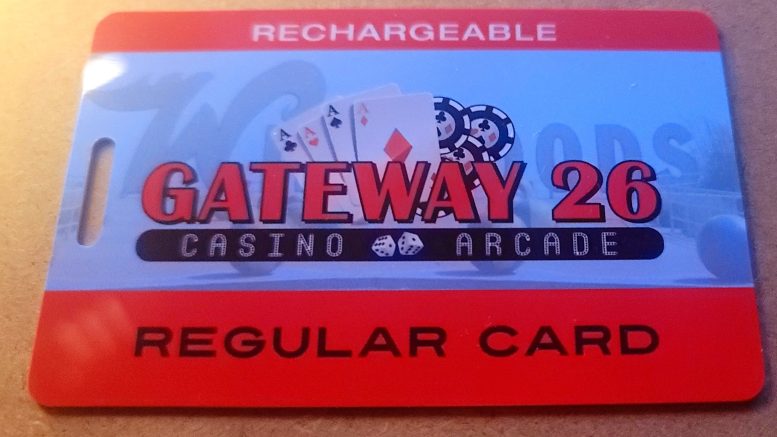 RECHARGEABLE
GATEWAY 26
CASINO ARCADE
REGULAR CARD